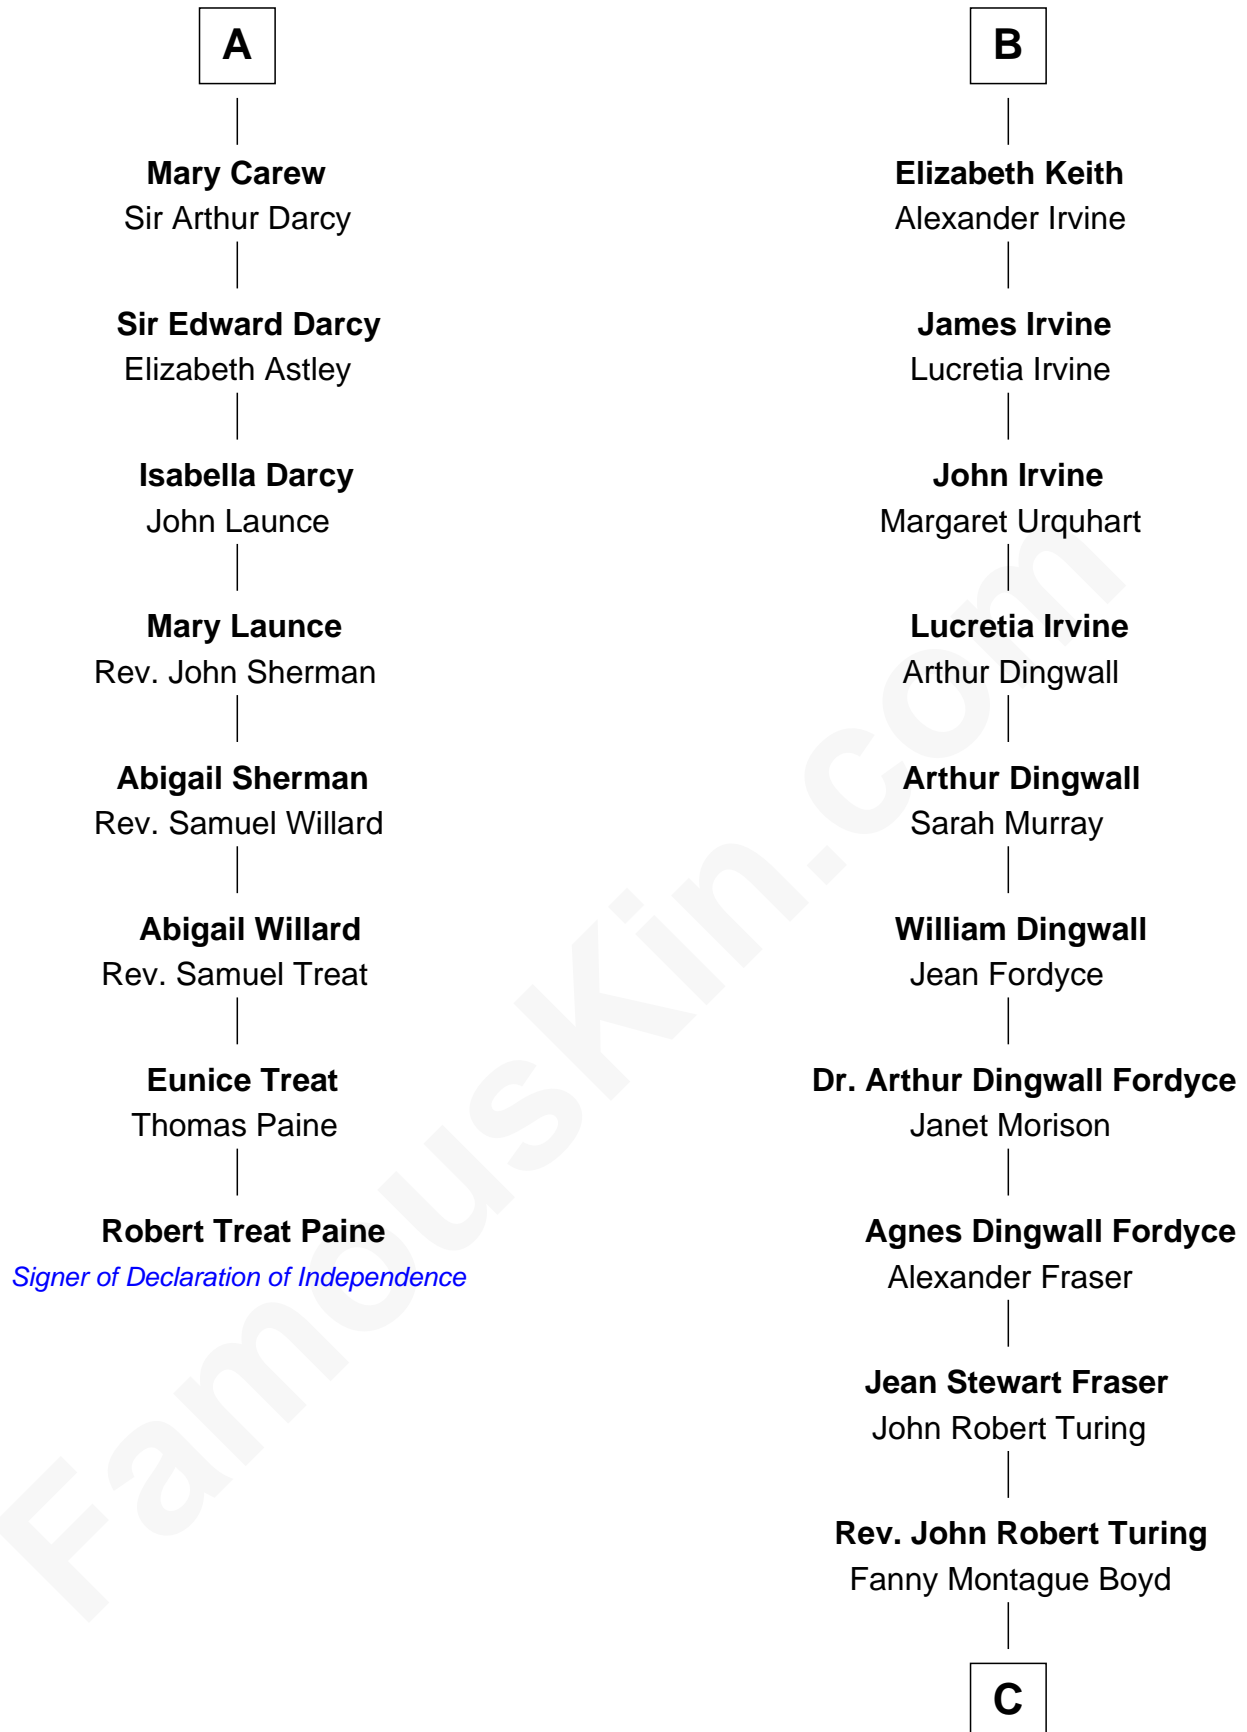 A
Mary Carew
Sir Arthur Darcy
Sir Edward Darcy
Elizabeth Astley
Isabella Darcy
John Launce
Mary Launce
Rev. John Sherman
Abigail Sherman
Rev. Samuel Willard
Abigail Willard
Rev. Samuel Treat
Eunice Treat
Thomas Paine
Robert Treat Paine
Signer of Declaration of Independence
B
Elizabeth Keith
Alexander Irvine
James Irvine
Lucretia Irvine
John Irvine
Margaret Urquhart
Lucretia Irvine
Arthur Dingwall
Arthur Dingwall
Sarah Murray
William Dingwall
Jean Fordyce
Dr. Arthur Dingwall Fordyce
Janet Morison
Agnes Dingwall Fordyce
Alexander Fraser
Jean Stewart Fraser
John Robert Turing
Rev. John Robert Turing
Fanny Montague Boyd
C
FamousKin.com